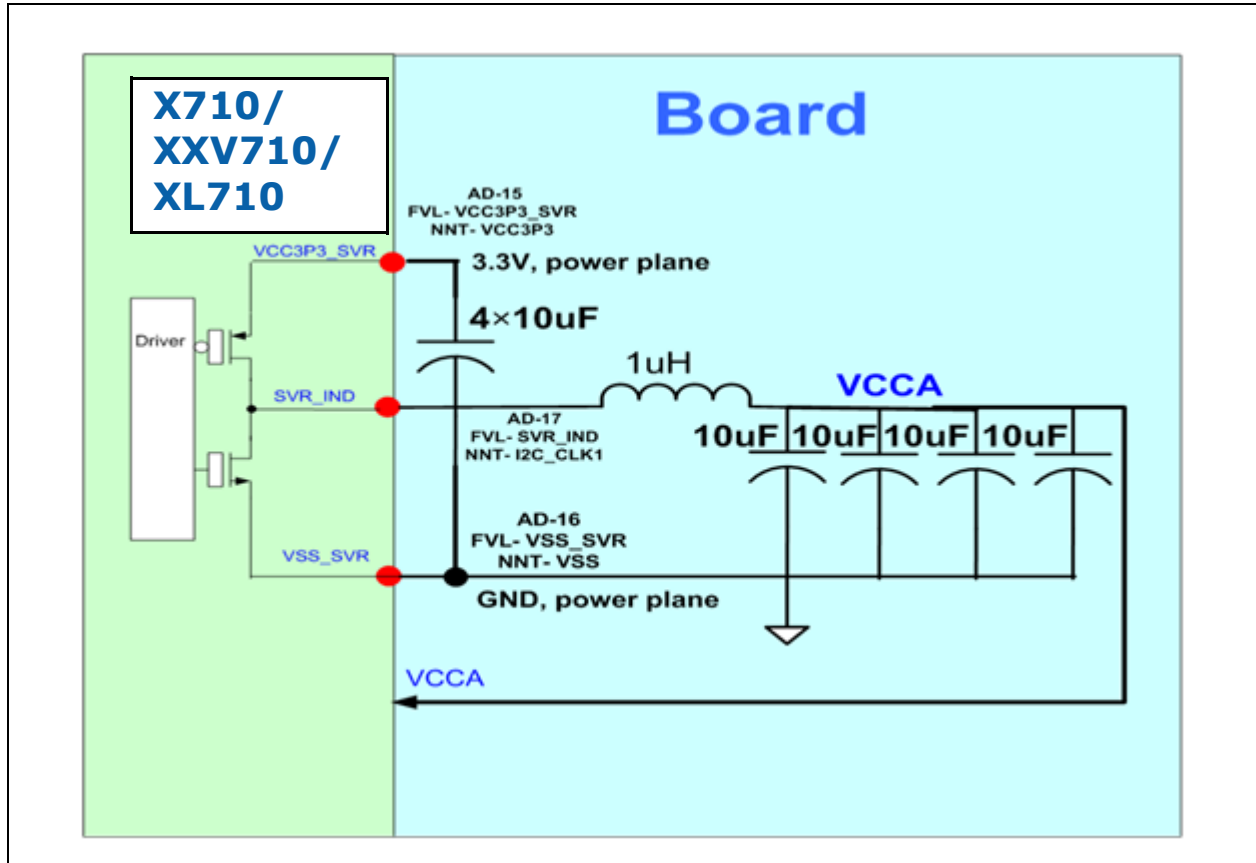 X710/
XXV710/
XL710
Board
AD-15
FVL- VCC3P3_SVR
NNT- VCC3P3
VCC3P3_SVR
3.3V, power plane
4×10uF
Driver
1uH
VCCA
SVR_IND
AD-17
FVL- SVR_IND
NNT- I2C_CLK1
10uF 10uF 10uF 10uF
AD-16
FVL- VSS_SVR
NNT- VSS
VSS_SVR
GND, power plane
VCCA